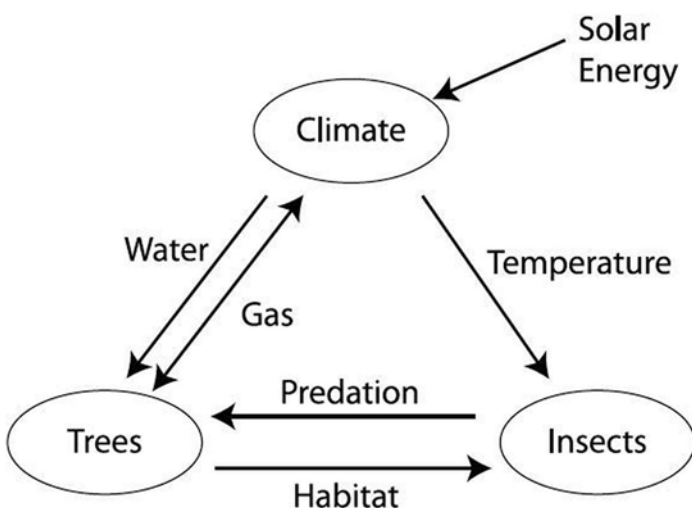 Solar
Energy
Climate
Water
Gas
Temperature
Predation
Trees
Insects
Habitat